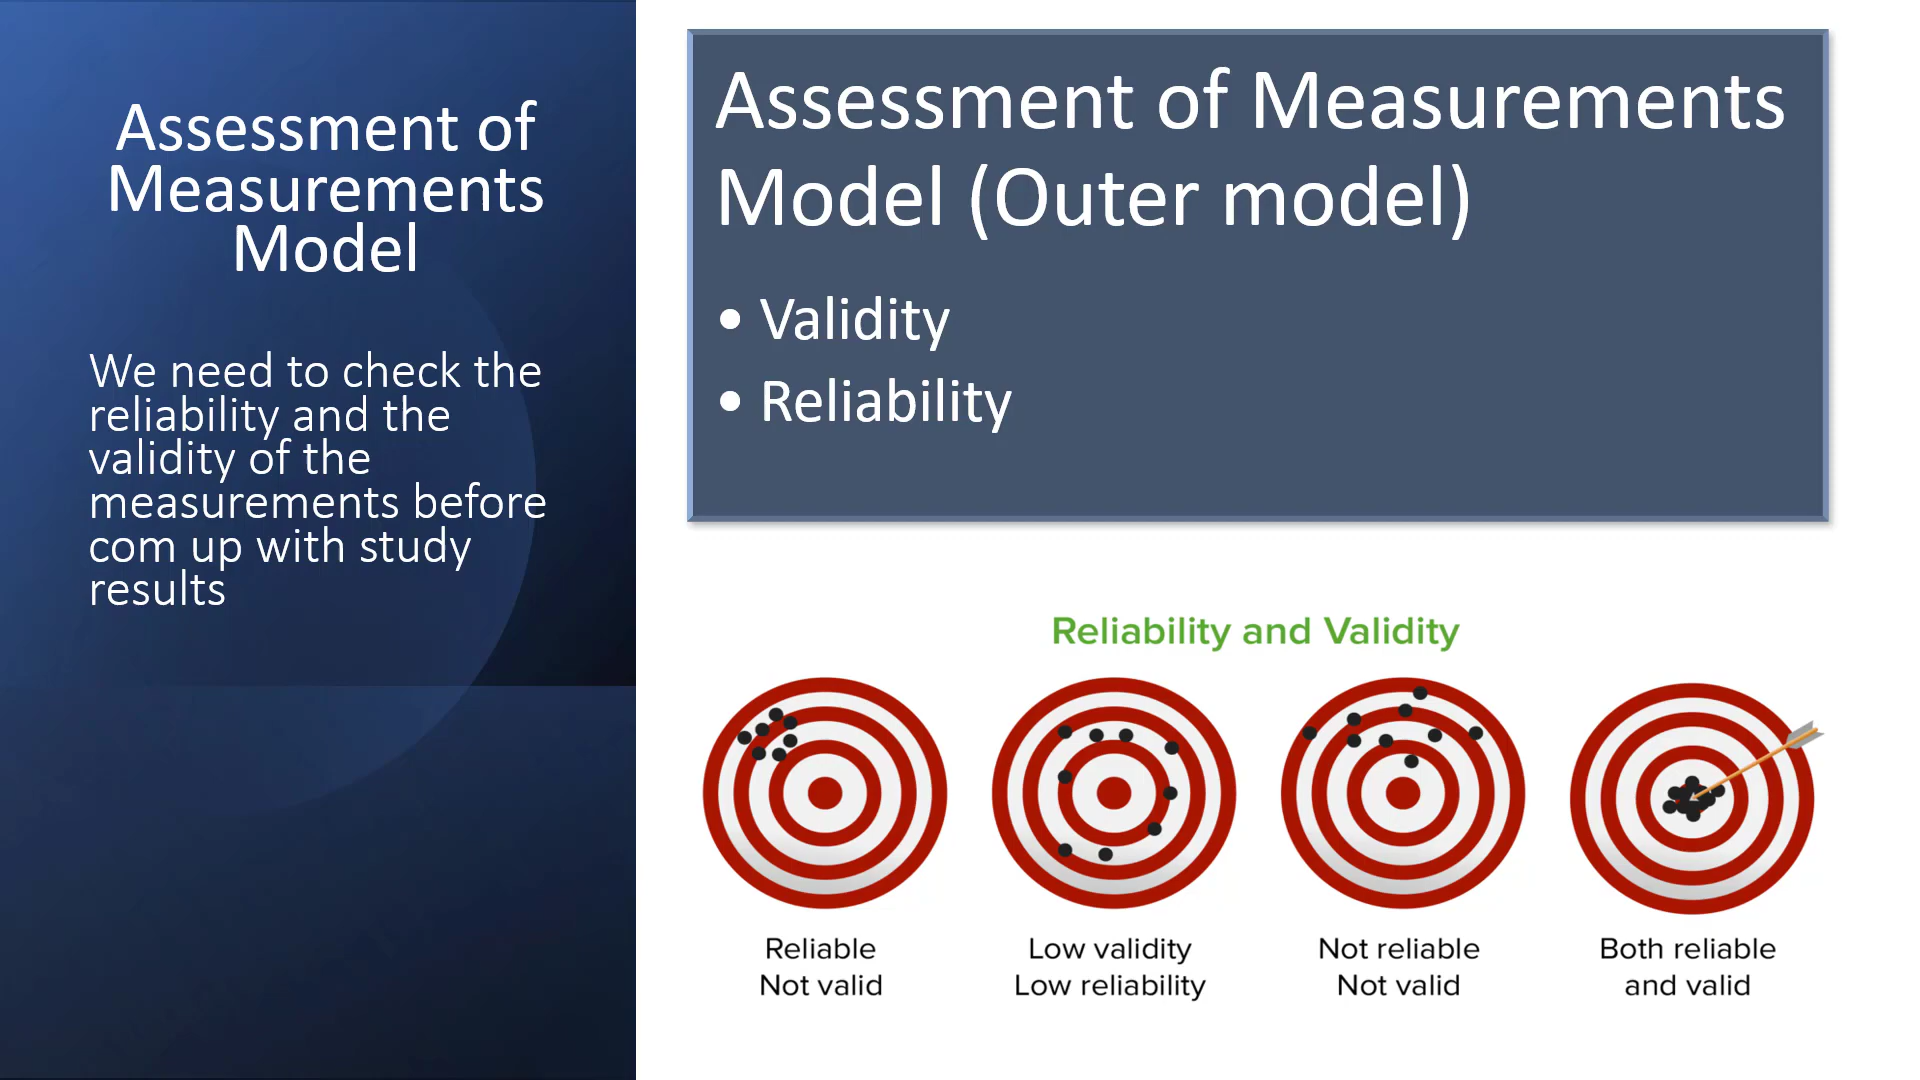 Assessment of
Measurements
Model
We need to check the
reliability and the
validity of the
measurements before
com up with study
results
Assessment of Measurements
Model (Outer model)
• Validity
• Reliability
Reliability and Validity
Reliable
Not valid
Low validity
Low reliability
Not reliable
Not valid
Both reliable
and valid